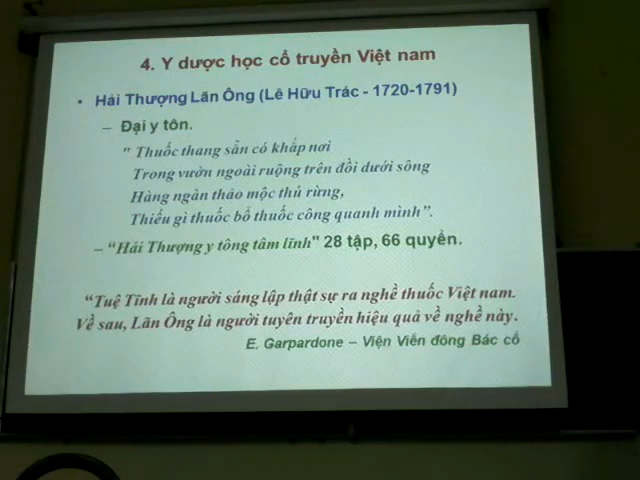 4. Y dược học cổ truyền Việt nam
• Hải Thượng Lãn Ông (Lê Hữu Trác - 1720-1791)
– Đại y tôn.
" Thuốc thang sẵn có khắp nơi
Trong vườn ngoài ruộng trên đồi dưới sông
Hàng ngàn thảo mộc thú rừng,
Thiếu gì thuốc bổ thuốc công quanh mình”.
– “Hải Thượng y tông tâm lĩnh" 28 tập, 66 quyển.
“Tuệ Tĩnh là người sáng lập thật sự ra nghề thuốc Việt nam.
Về sau, Lãn Ông là người tuyên truyền hiệu quả về nghề này.
E. Garpardone – Viện Viễn đông Bác cổ